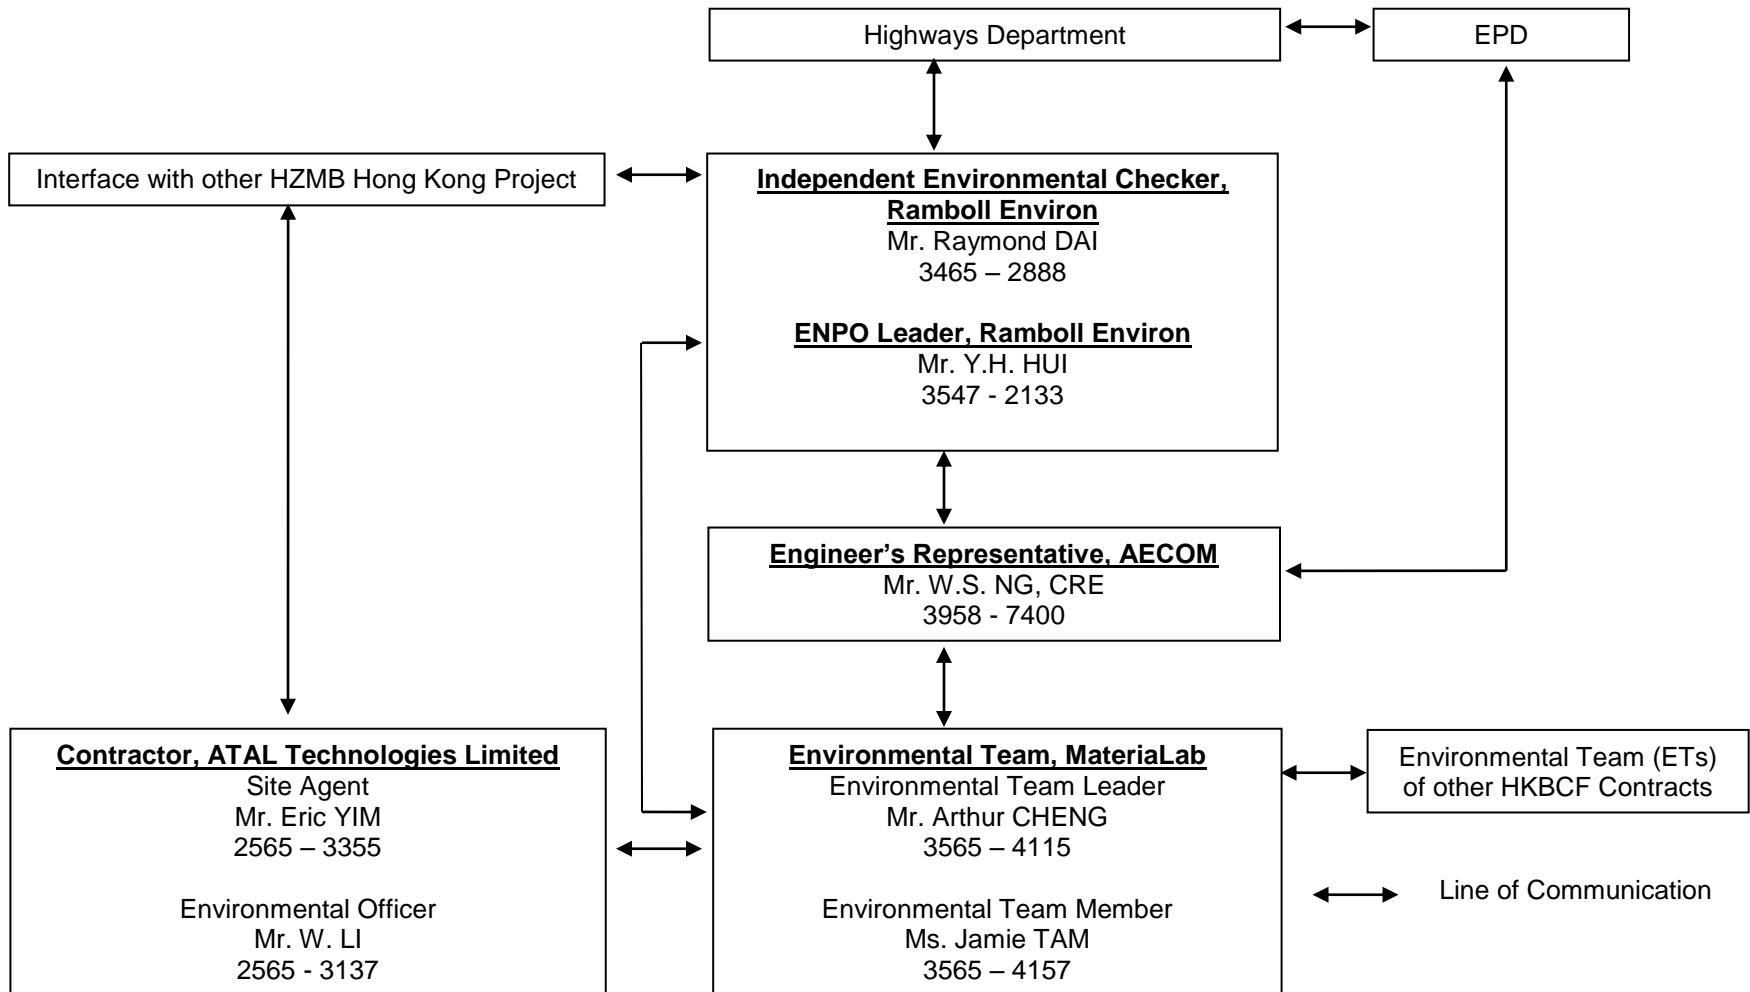 Highways Department
EPD
Interface with other HZMB Hong Kong Project
Independent Environmental Checker,
Ramboll Environ
Mr. Raymond DAI
3465 – 2888
ENPO Leader, Ramboll Environ
Mr. Y.H. HUI
3547 - 2133
Engineer’s Representative, AECOM
Mr. W.S. NG, CRE
3958 - 7400
Contractor, ATAL Technologies Limited
Site Agent
Mr. Eric YIM
2565 – 3355
Environmental Officer
Mr. W. LI
2565 - 3137
Environmental Team, MateriaLab
Environmental Team Leader
Mr. Arthur CHENG
3565 – 4115
Environmental Team Member
Ms. Jamie TAM
3565 – 4157
Environmental Team (ETs)
of other HKBCF Contracts
Line of Communication